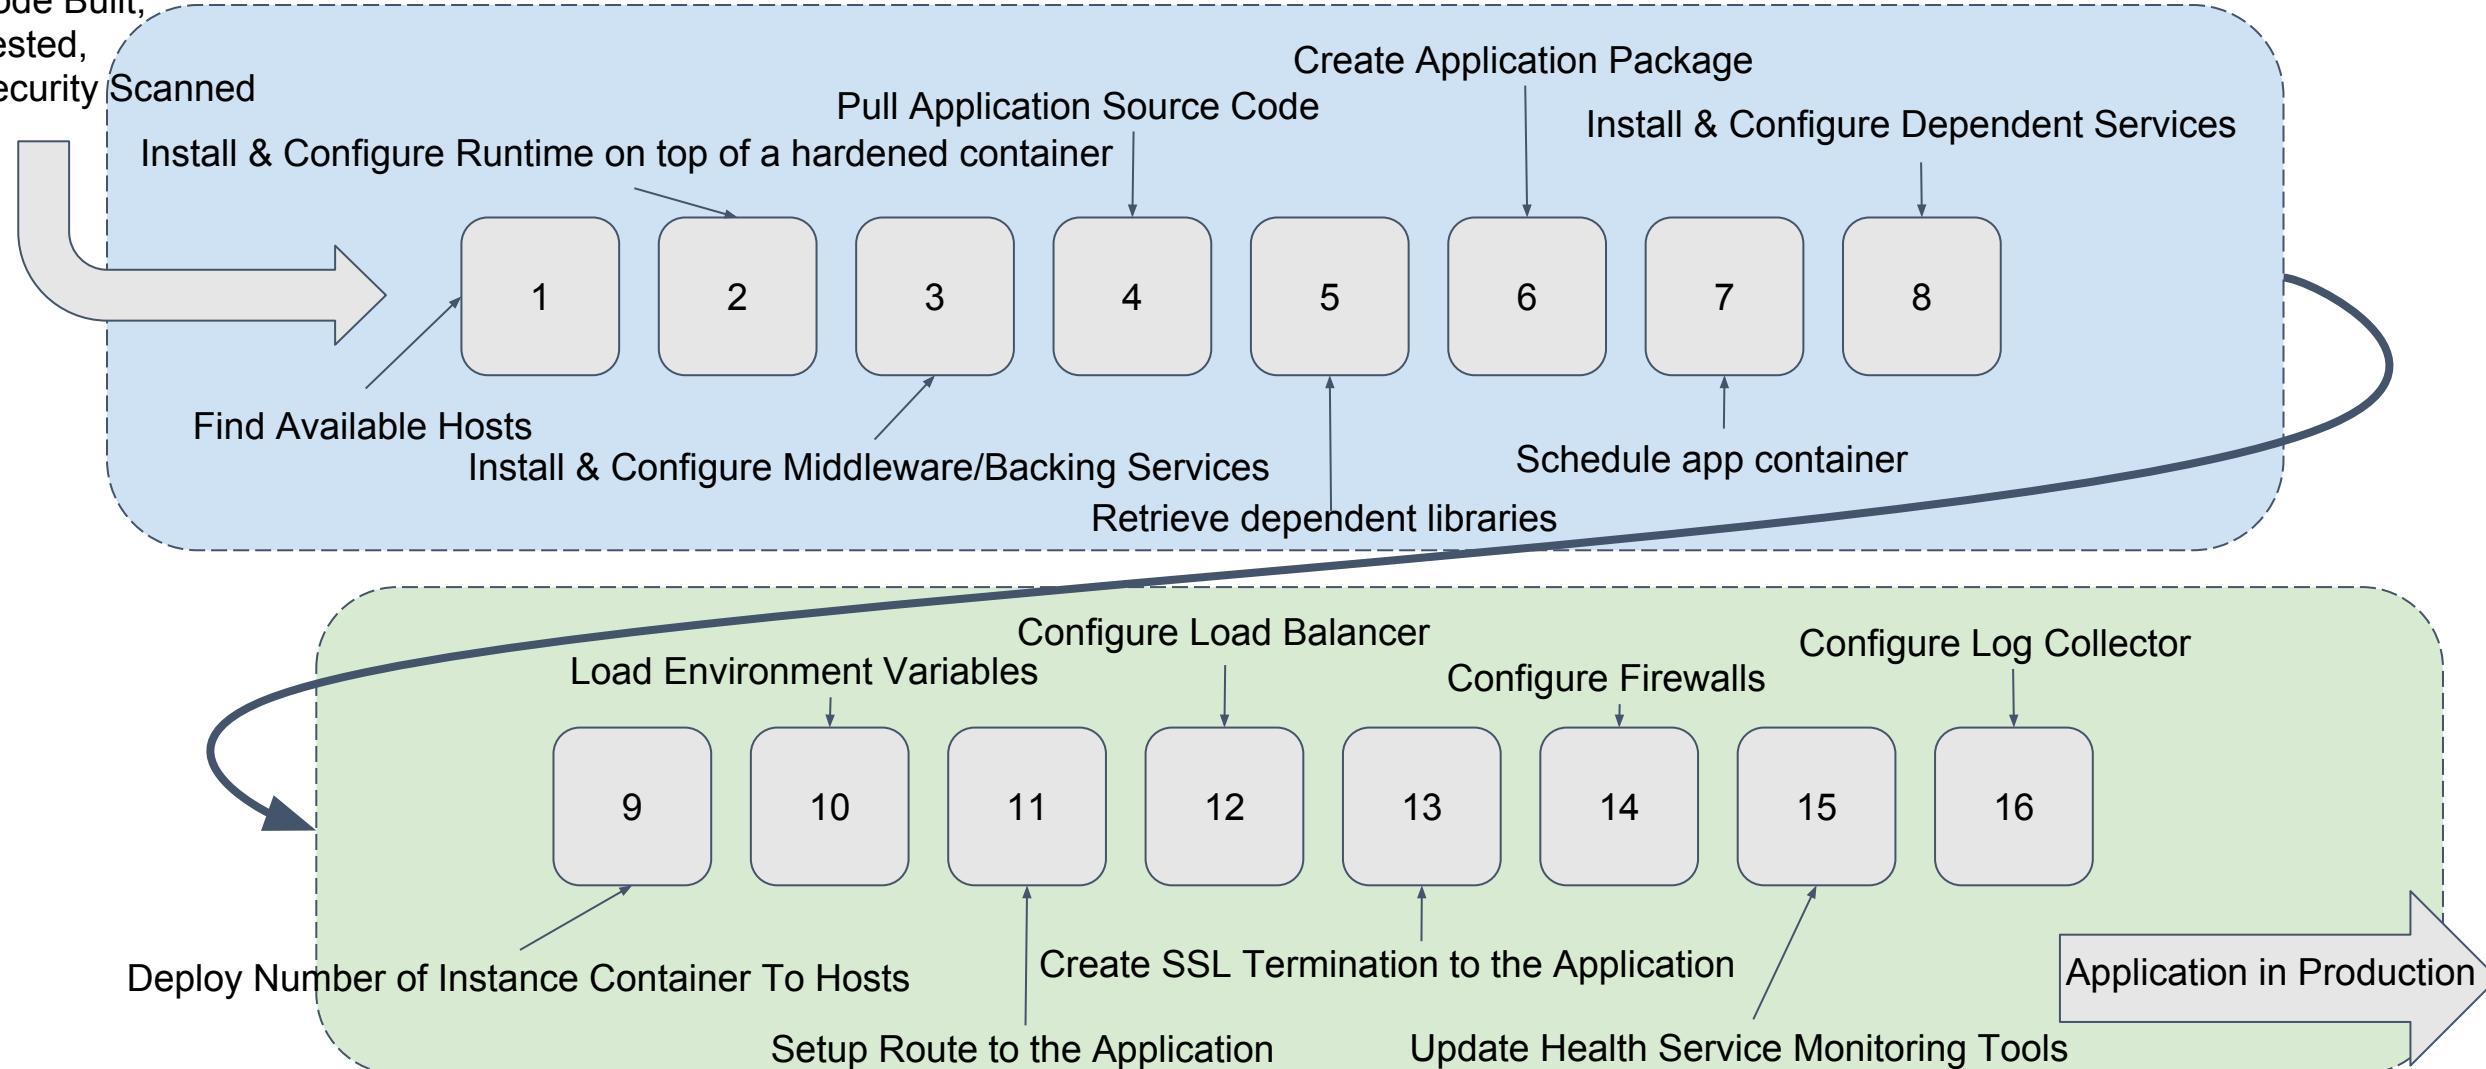 Scanned
Create Application Package
Pull Application Source Code
Install & Configure Dependent Services
Install & Configure Runtime on top of a hardened container
1
2
3
4
5
6
7
8
Find Available Hosts
Install & Configure Middleware/Backing Services
Schedule app container
Retrieve dependent libraries
Configure Load Balancer
Configure Log Collector
Load Environment Variables
Configure Firewalls
9
10
11
12
13
14
15
16
Deploy Number of Instance Container To Hosts
Create SSL Termination to the Application
Application in Production
Setup Route to the Application
Update Health Service Monitoring Tools